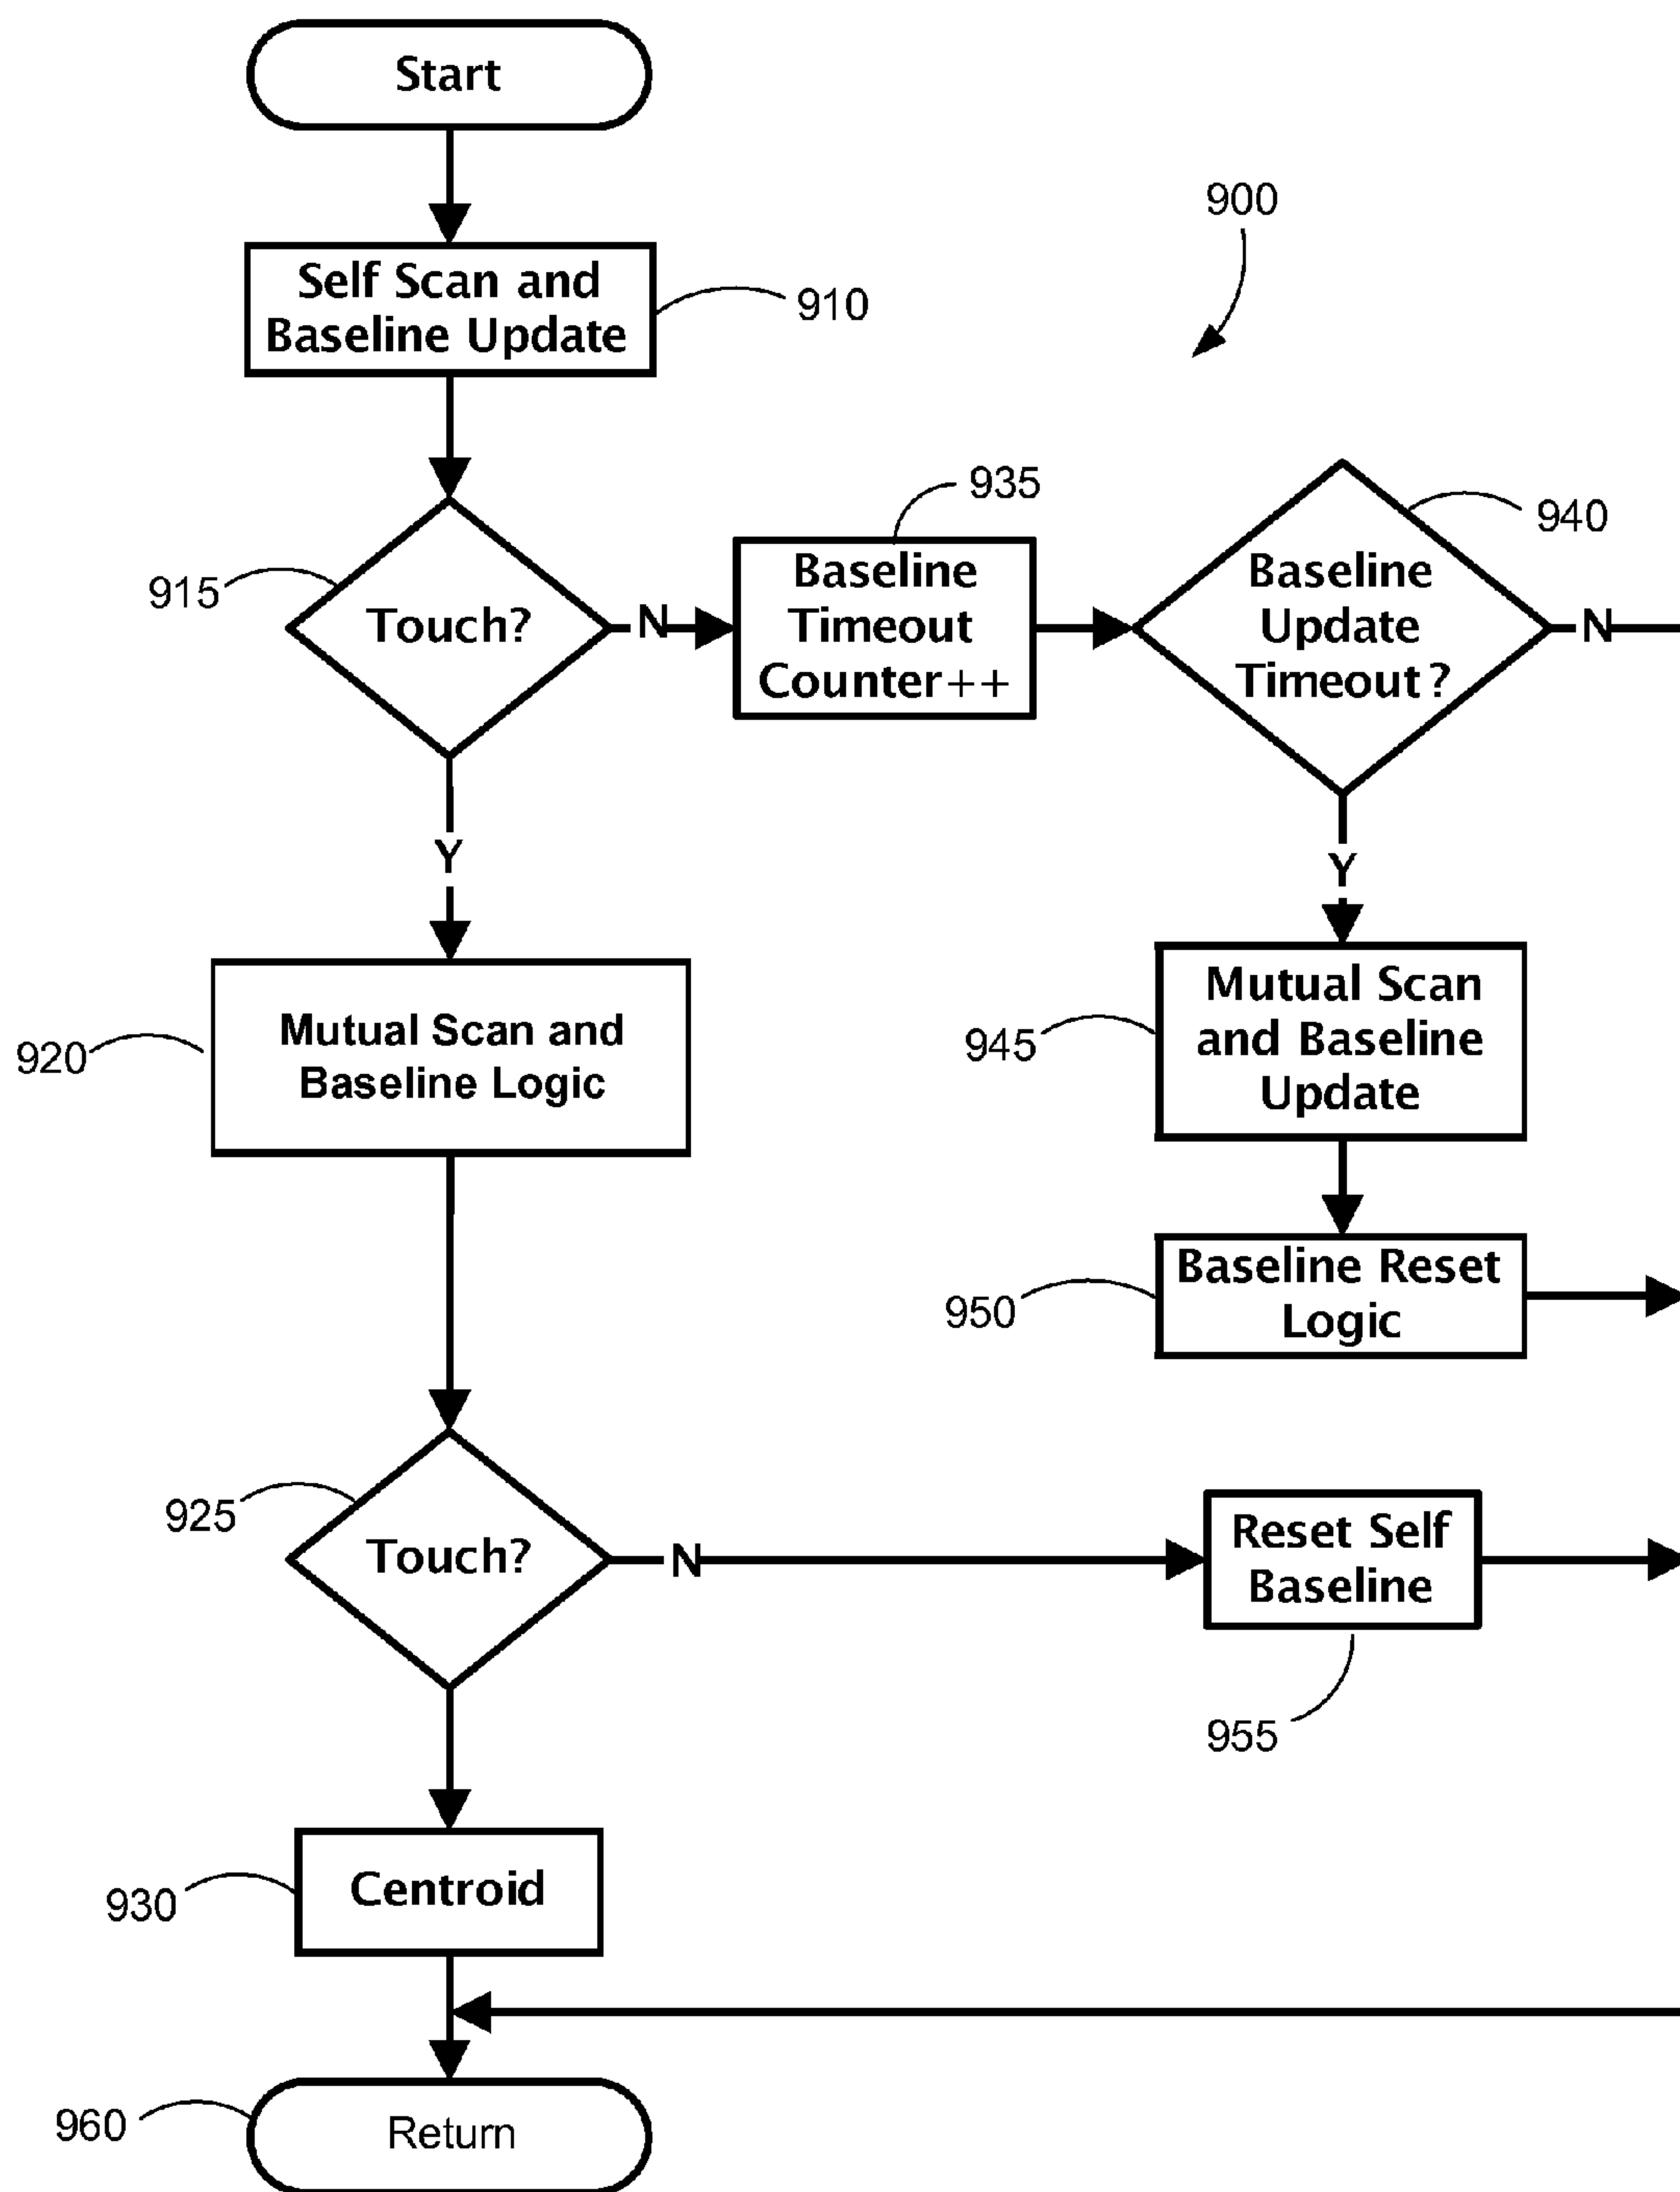 Start
900
Self Scan and
Baseline Update
910
935
940
915
Touch?
N
Baseline
Timeout
Counter++
Baseline
Update
Timeout?
N
Y
Y
920
Mutual Scan and
Baseline Logic
945
Mutual Scan
and Baseline
Update
950
Baseline Reset
Logic
925
Touch?
N
Reset Self
Baseline
955
930
Centroid
960
Return